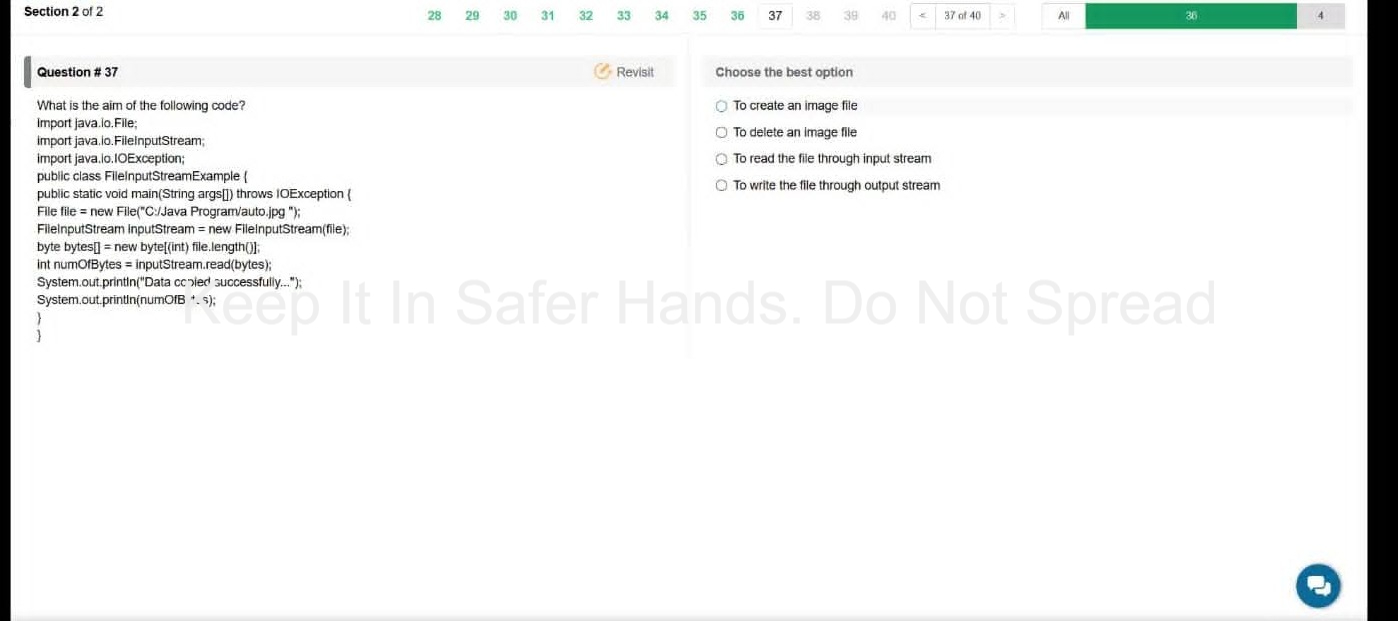 Section 2 of 2
28 29 30 31 32 33 34 35 36 37 38 39 40 < 37 of 40 > All 36 4
Question # 37
Revisit
What is the aim of the following code?
import java.io.File;
import java.io.FileInputStream;
import java.io.IOException;
public class FileInputStreamExample {
public static void main(String args[]) throws IOException {
File file = new File("C:/Java Program/auto.jpg ");
FileInputStream inputStream = new FileInputStream(file);
byte bytes[] = new byte[(int) file.length()];
int numOfBytes = inputStream.read(bytes);
System.out.println("Data copied successfully...");
System.out.println(
}
}
Choose the best option
To create an image file
To delete an image file
To read the file through input stream
To write the file through output stream
Keep It In Safer Hands. Do Not Spread